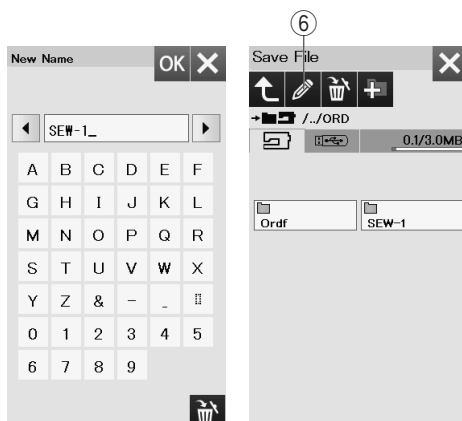 ⑥
New Name
OK
SEW-1_
A B C D E F
G H I J K L
M N O P Q R
S T U V W X
Y Z & - _
0 1 2 3 4 5
6 7 8 9
Save File
/../ORD
0.1/3.0MB
Ordf
SEW-1